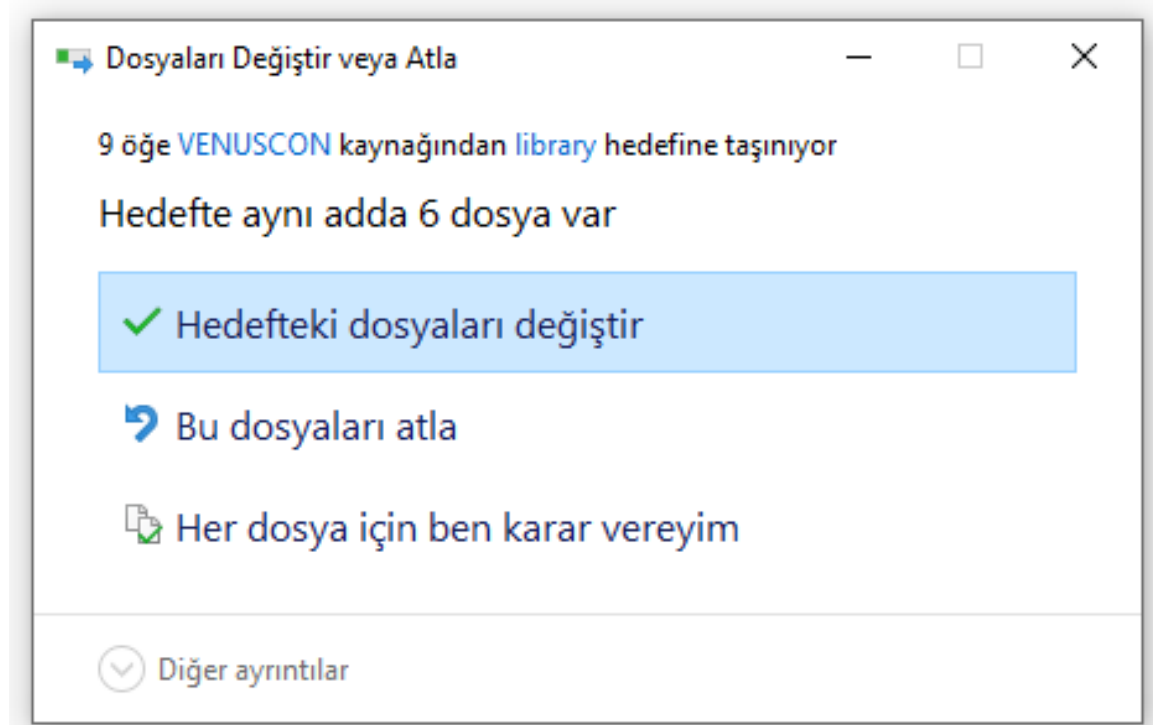 Dosyaları Değiştir veya Atla
9 öğe VENUSCON kaynağından library hedefine taşınıyor
Hedefte aynı adda 6 dosya var
Hedefteki dosyaları değiştir
Bu dosyaları atla
Her dosya için ben karar vereyim
Diğer ayrıntılar